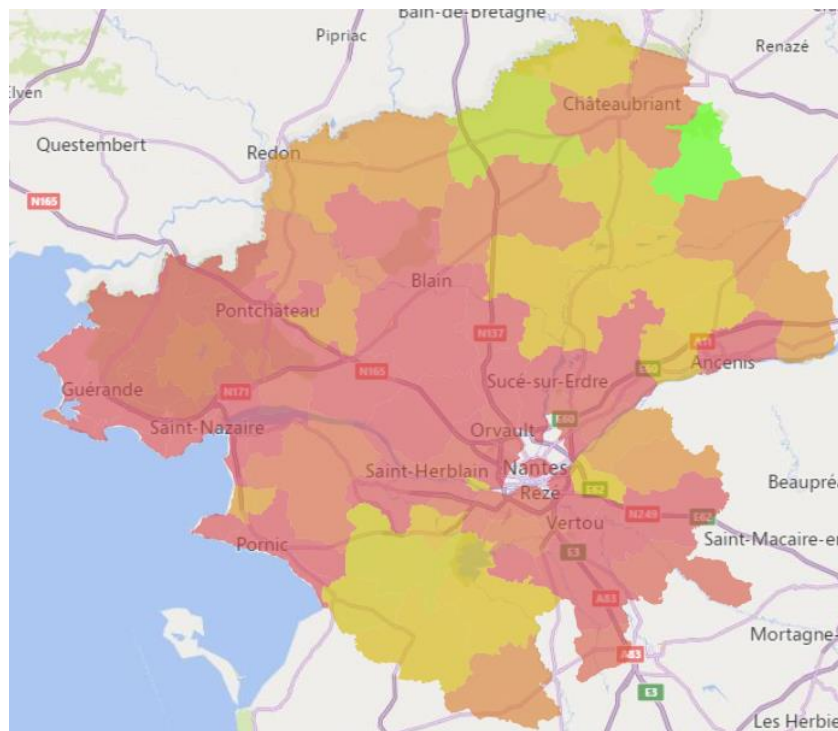 Bain-de-Bretagne
Pipriac
Renazé
Elven
Châteaubriant
Questembert
Redon
N165
Blain
Pontchâteau
N137
A11
Ancenis
Guérande
N171
N165
E60
Sucé-sur-Erdre
Saint-Nazaire
Orvault
E60
Saint-Herblain
Nantes
Rezé
E62
Beaupré
Vertou
N249
E62
Saint-Macaire-en
Pornic
E3
A83
Mortagne-
A83
E3
Les Herbie